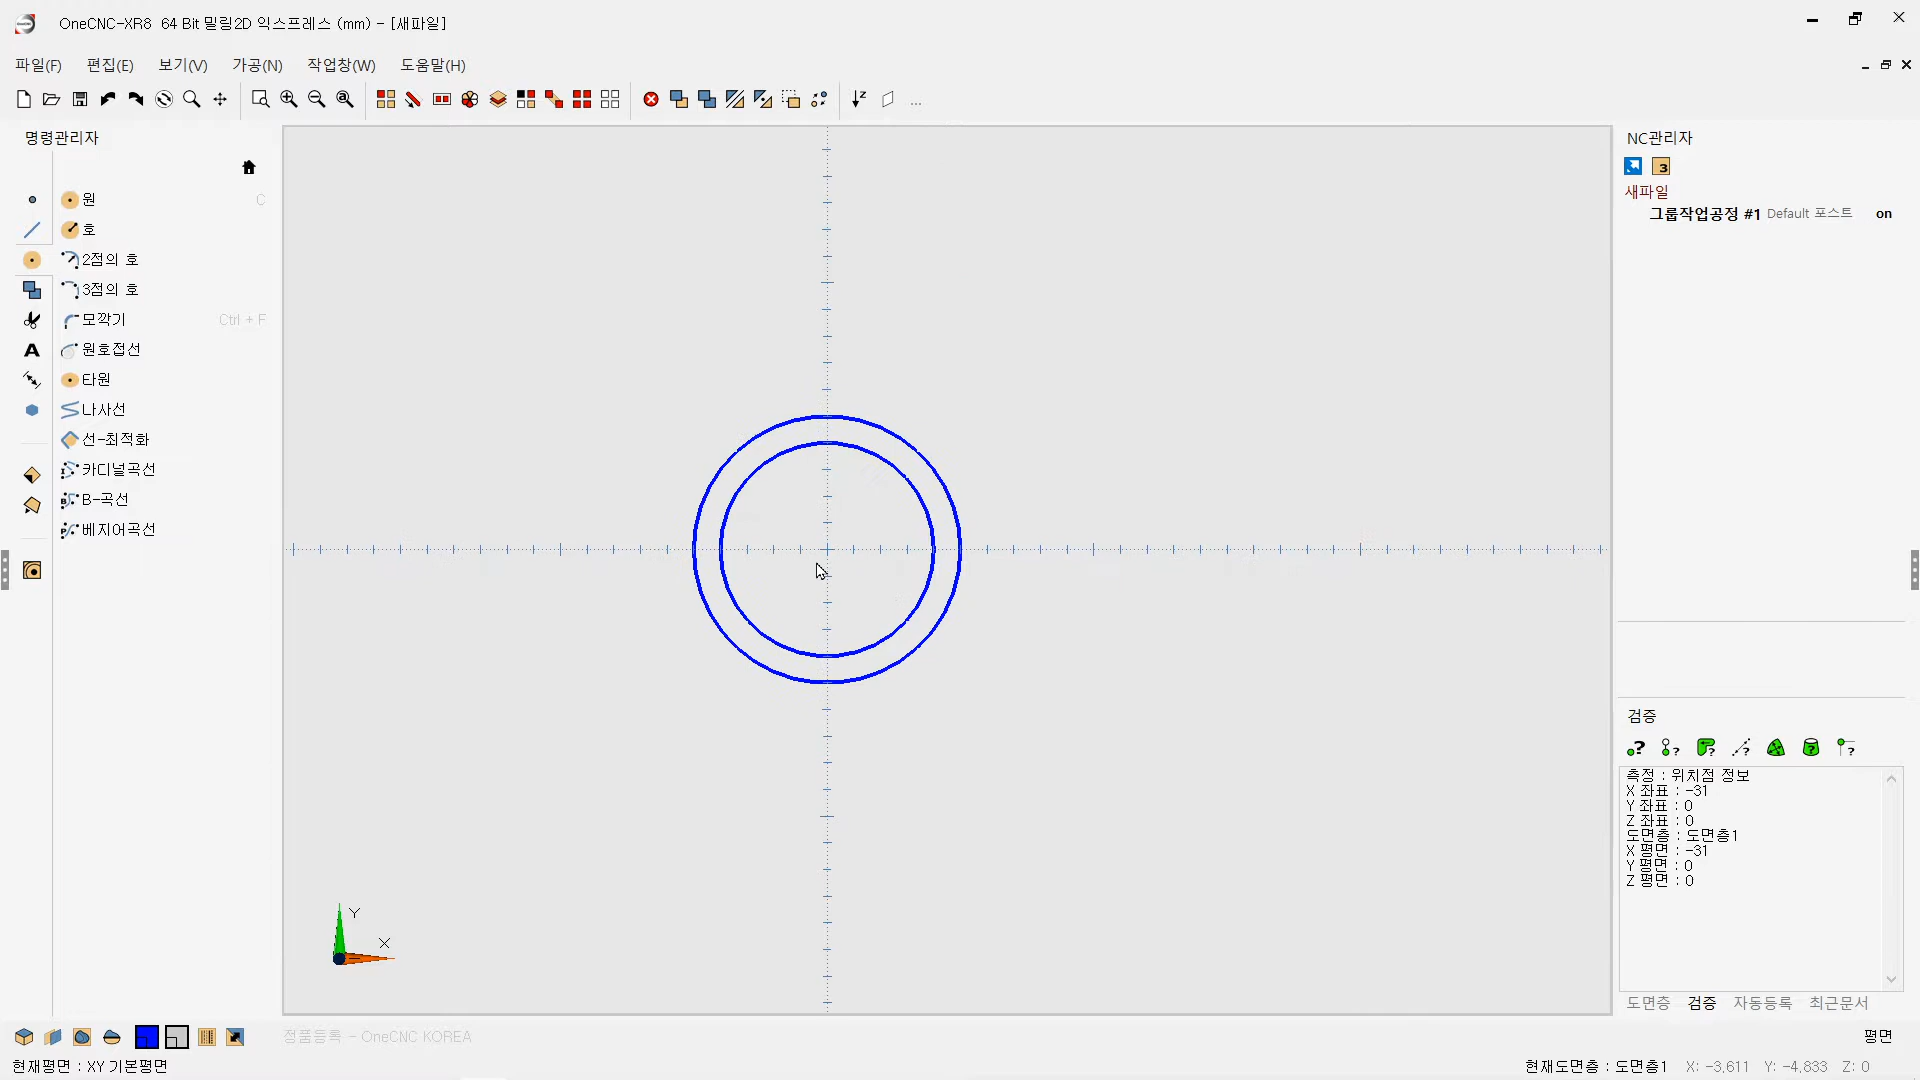 OneCNC-XR8 64 Bit 밀링2D 익스프레스 (mm) - [새파일]
파일(F) 편집(E) 보기(V) 가공(N) 작업창(W) 도움말(H)
...
명령관리자
원 C
호
2점의 호
3점의 호
모깍기 Ctrl + F
원호접선
타원
나사선
선-최적화
카디널곡선
B-곡선
베지어곡선
Y
X
NC관리자
새파일
그룹작업공정 #1 Default 포스트 on
검증
측정 : 위치점 정보
X 좌표 : -31
Y 좌표 : 0
Z 좌표 : 0
도면층 : 도면층1
X 평면 : -31
Y 평면 : 0
Z 평면 : 0
도면층 검증 자동등록 최근문서
정품등록 - OneCNC KOREA
평면
현재평면 : XY 기본평면
현재도면층 : 도면층1 X: -3,611 Y: -4,833 Z: 0